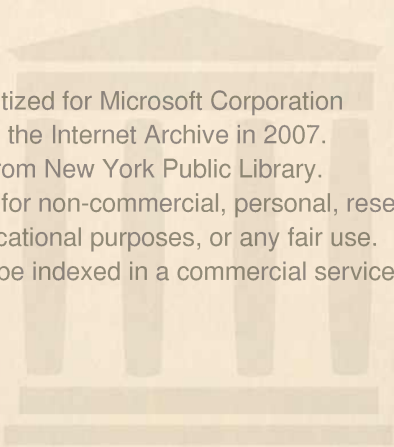 tized for Microsoft Corporation
the Internet Archive in 2007.
rom New York Public Library.
for non-commercial, personal, rese
cational purposes, or any fair use.
be indexed in a commercial service